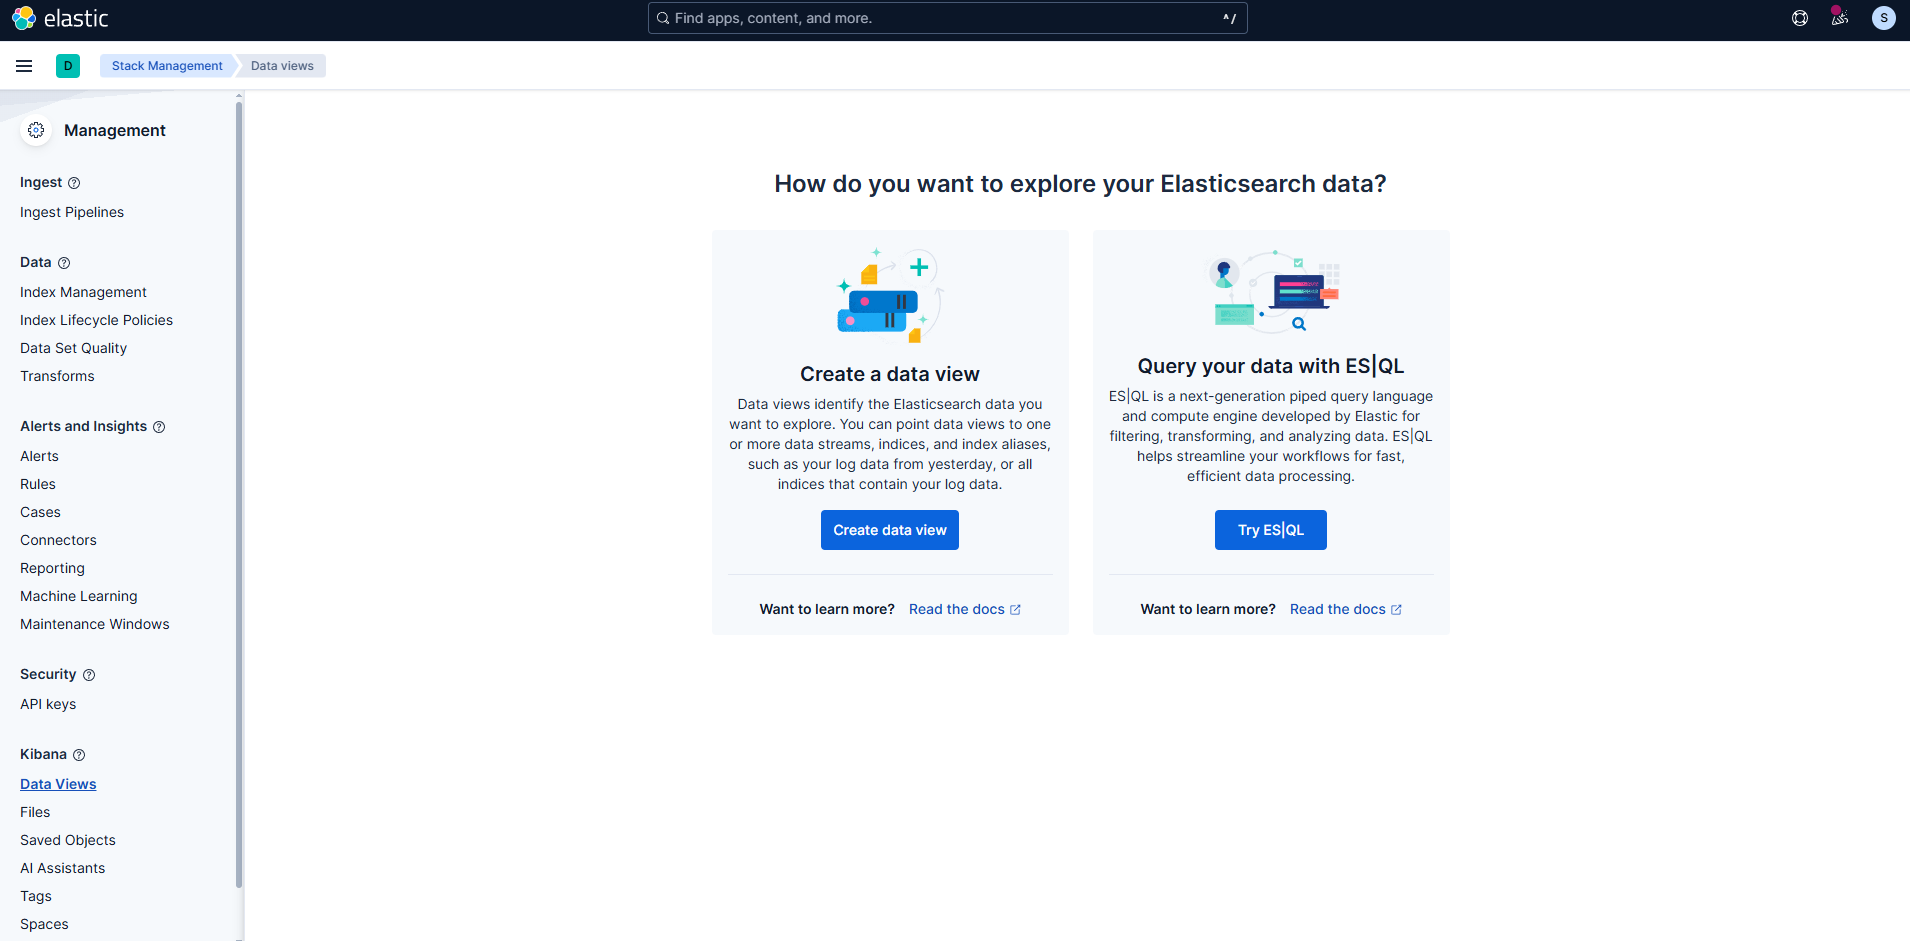 elastic
Find apps, content, and more.
^/
S
D
Stack Management
Data views
Management
Ingest
Ingest Pipelines
Data
Index Management
Index Lifecycle Policies
Data Set Quality
Transforms
Alerts and Insights
Alerts
Rules
Cases
Connectors
Reporting
Machine Learning
Maintenance Windows
Security
API keys
Kibana
Data Views
Files
Saved Objects
AI Assistants
Tags
Spaces
How do you want to explore your Elasticsearch data?
Create a data view
Data views identify the Elasticsearch data you
want to explore. You can point data views to one
or more data streams, indices, and index aliases,
such as your log data from yesterday, or all
indices that contain your log data.
Create data view
Want to learn more? Read the docs
Query your data with ES|QL
ES|QL is a next-generation piped query language
and compute engine developed by Elastic for
filtering, transforming, and analyzing data. ES|QL
helps streamline your workflows for fast,
efficient data processing.
Try ES|QL
Want to learn more? Read the docs